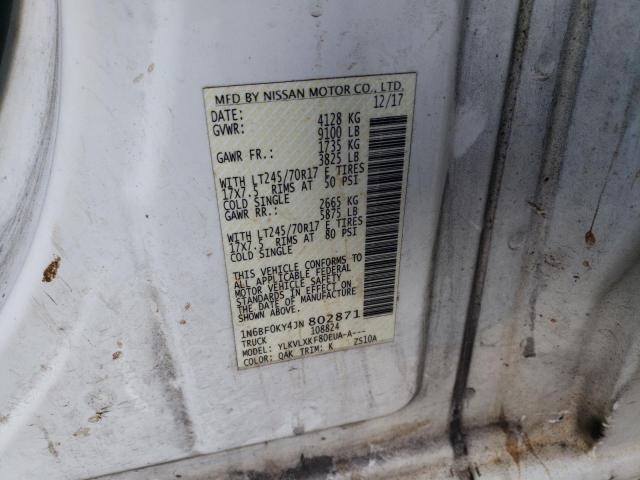 MFD BY NISSAN MOTOR CO., LTD.
DATE: 12/17
GVWR: 4128 KG
9100 LB
GAWR FR.: 1735 KG
3825 LB
WITH LT245/70R17 E TIRES
17X7.5 RIMS AT 50 PSI
COLD SINGLE
GAWR RR.: 2665 KG
5875 LB
WITH LT245/70R17 E TIRES
17X7.5 RIMS AT 80 PSI
COLD SINGLE
THIS VEHICLE CONFORMS TO
ALL APPLICABLE FEDERAL
MOTOR VEHICLE SAFETY
STANDARDS IN EFFECT ON
THE DATE OF MANUFACTURE
1N6BF0KY4JN 802871
TRUCK 108824
MODEL: YLKVLXKF80EUA-A---
COLOR: QAK TRIM: K ZS10A